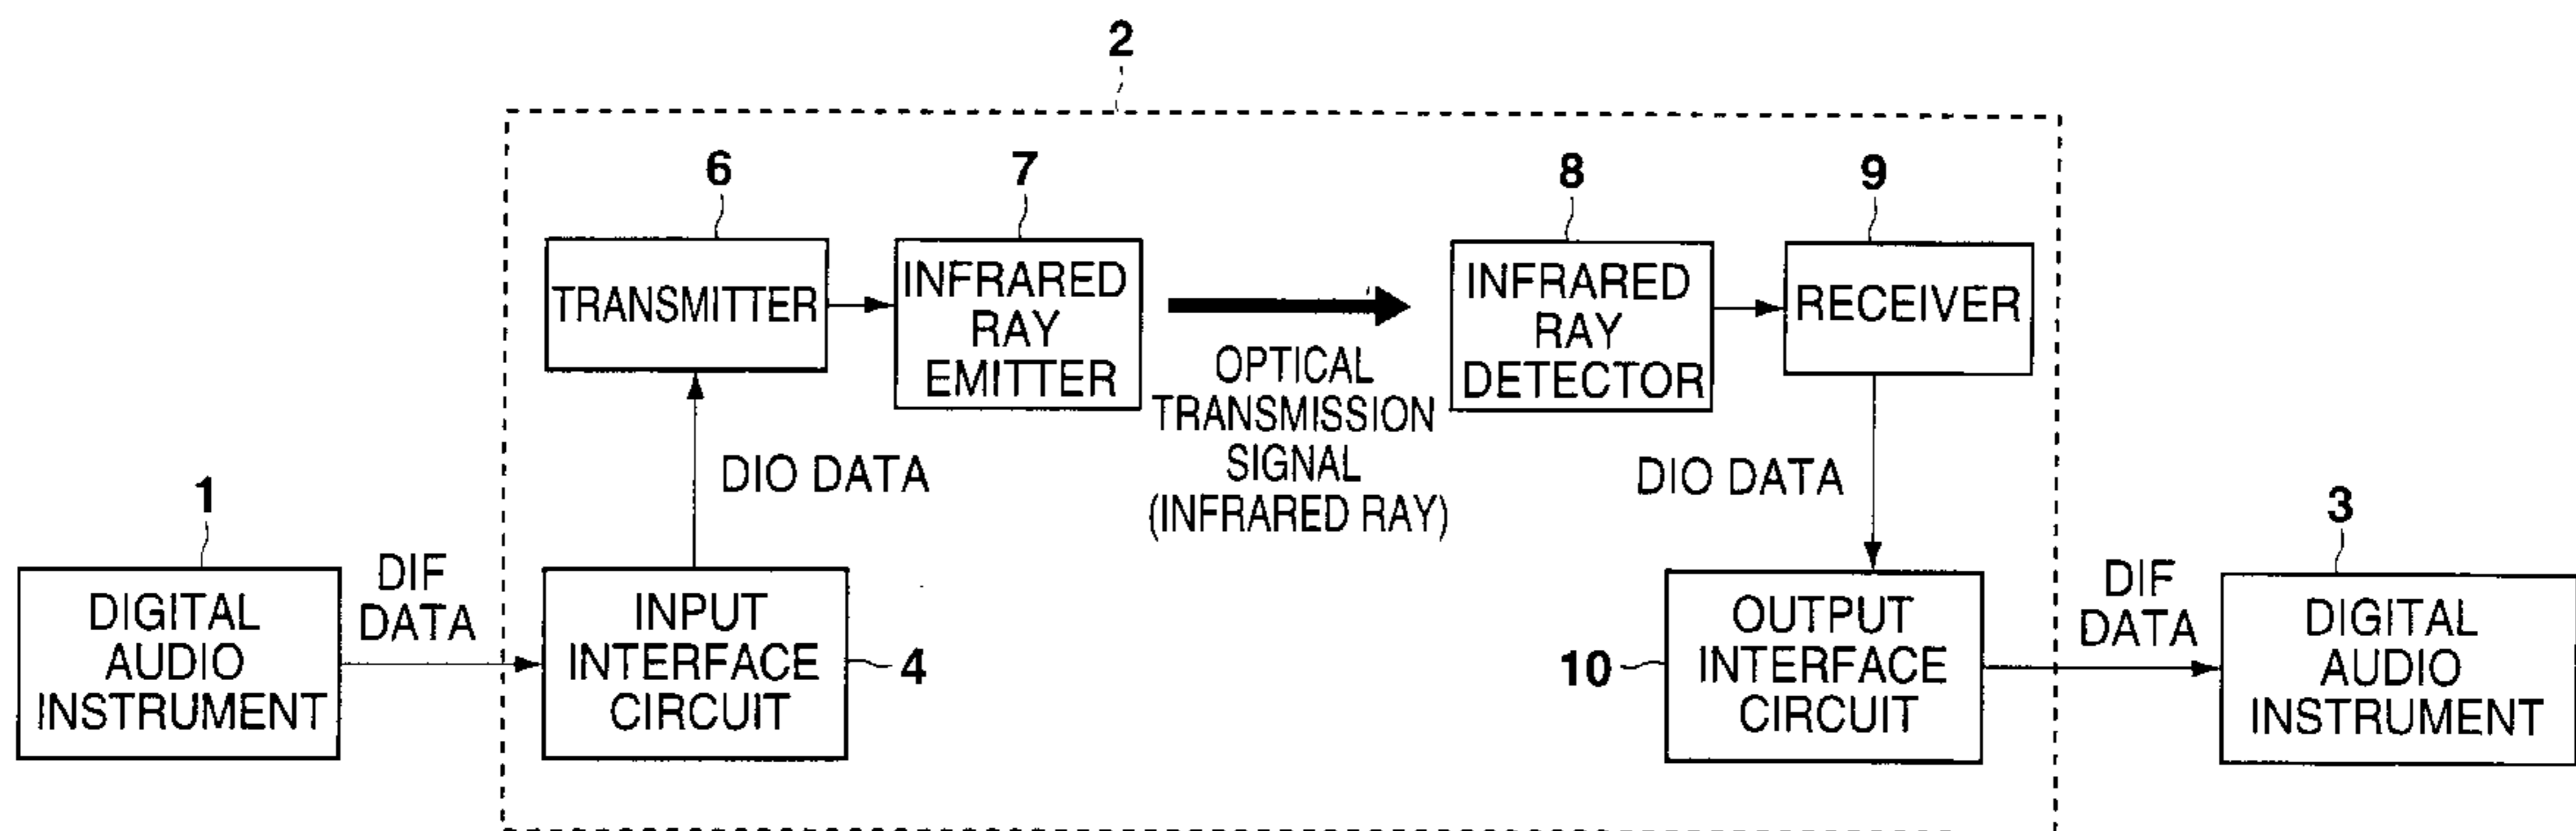 2
6
7
8
9
TRANSMITTER
INFRARED
RAY
EMITTER
OPTICAL
TRANSMISSION
SIGNAL
(INFRARED RAY)
INFRARED
RAY
DETECTOR
RECEIVER
DIO DATA
DIO DATA
1
DIGITAL
AUDIO
INSTRUMENT
DIF
DATA
INPUT
INTERFACE
CIRCUIT
4
10
OUTPUT
INTERFACE
CIRCUIT
DIF
DATA
3
DIGITAL
AUDIO
INSTRUMENT